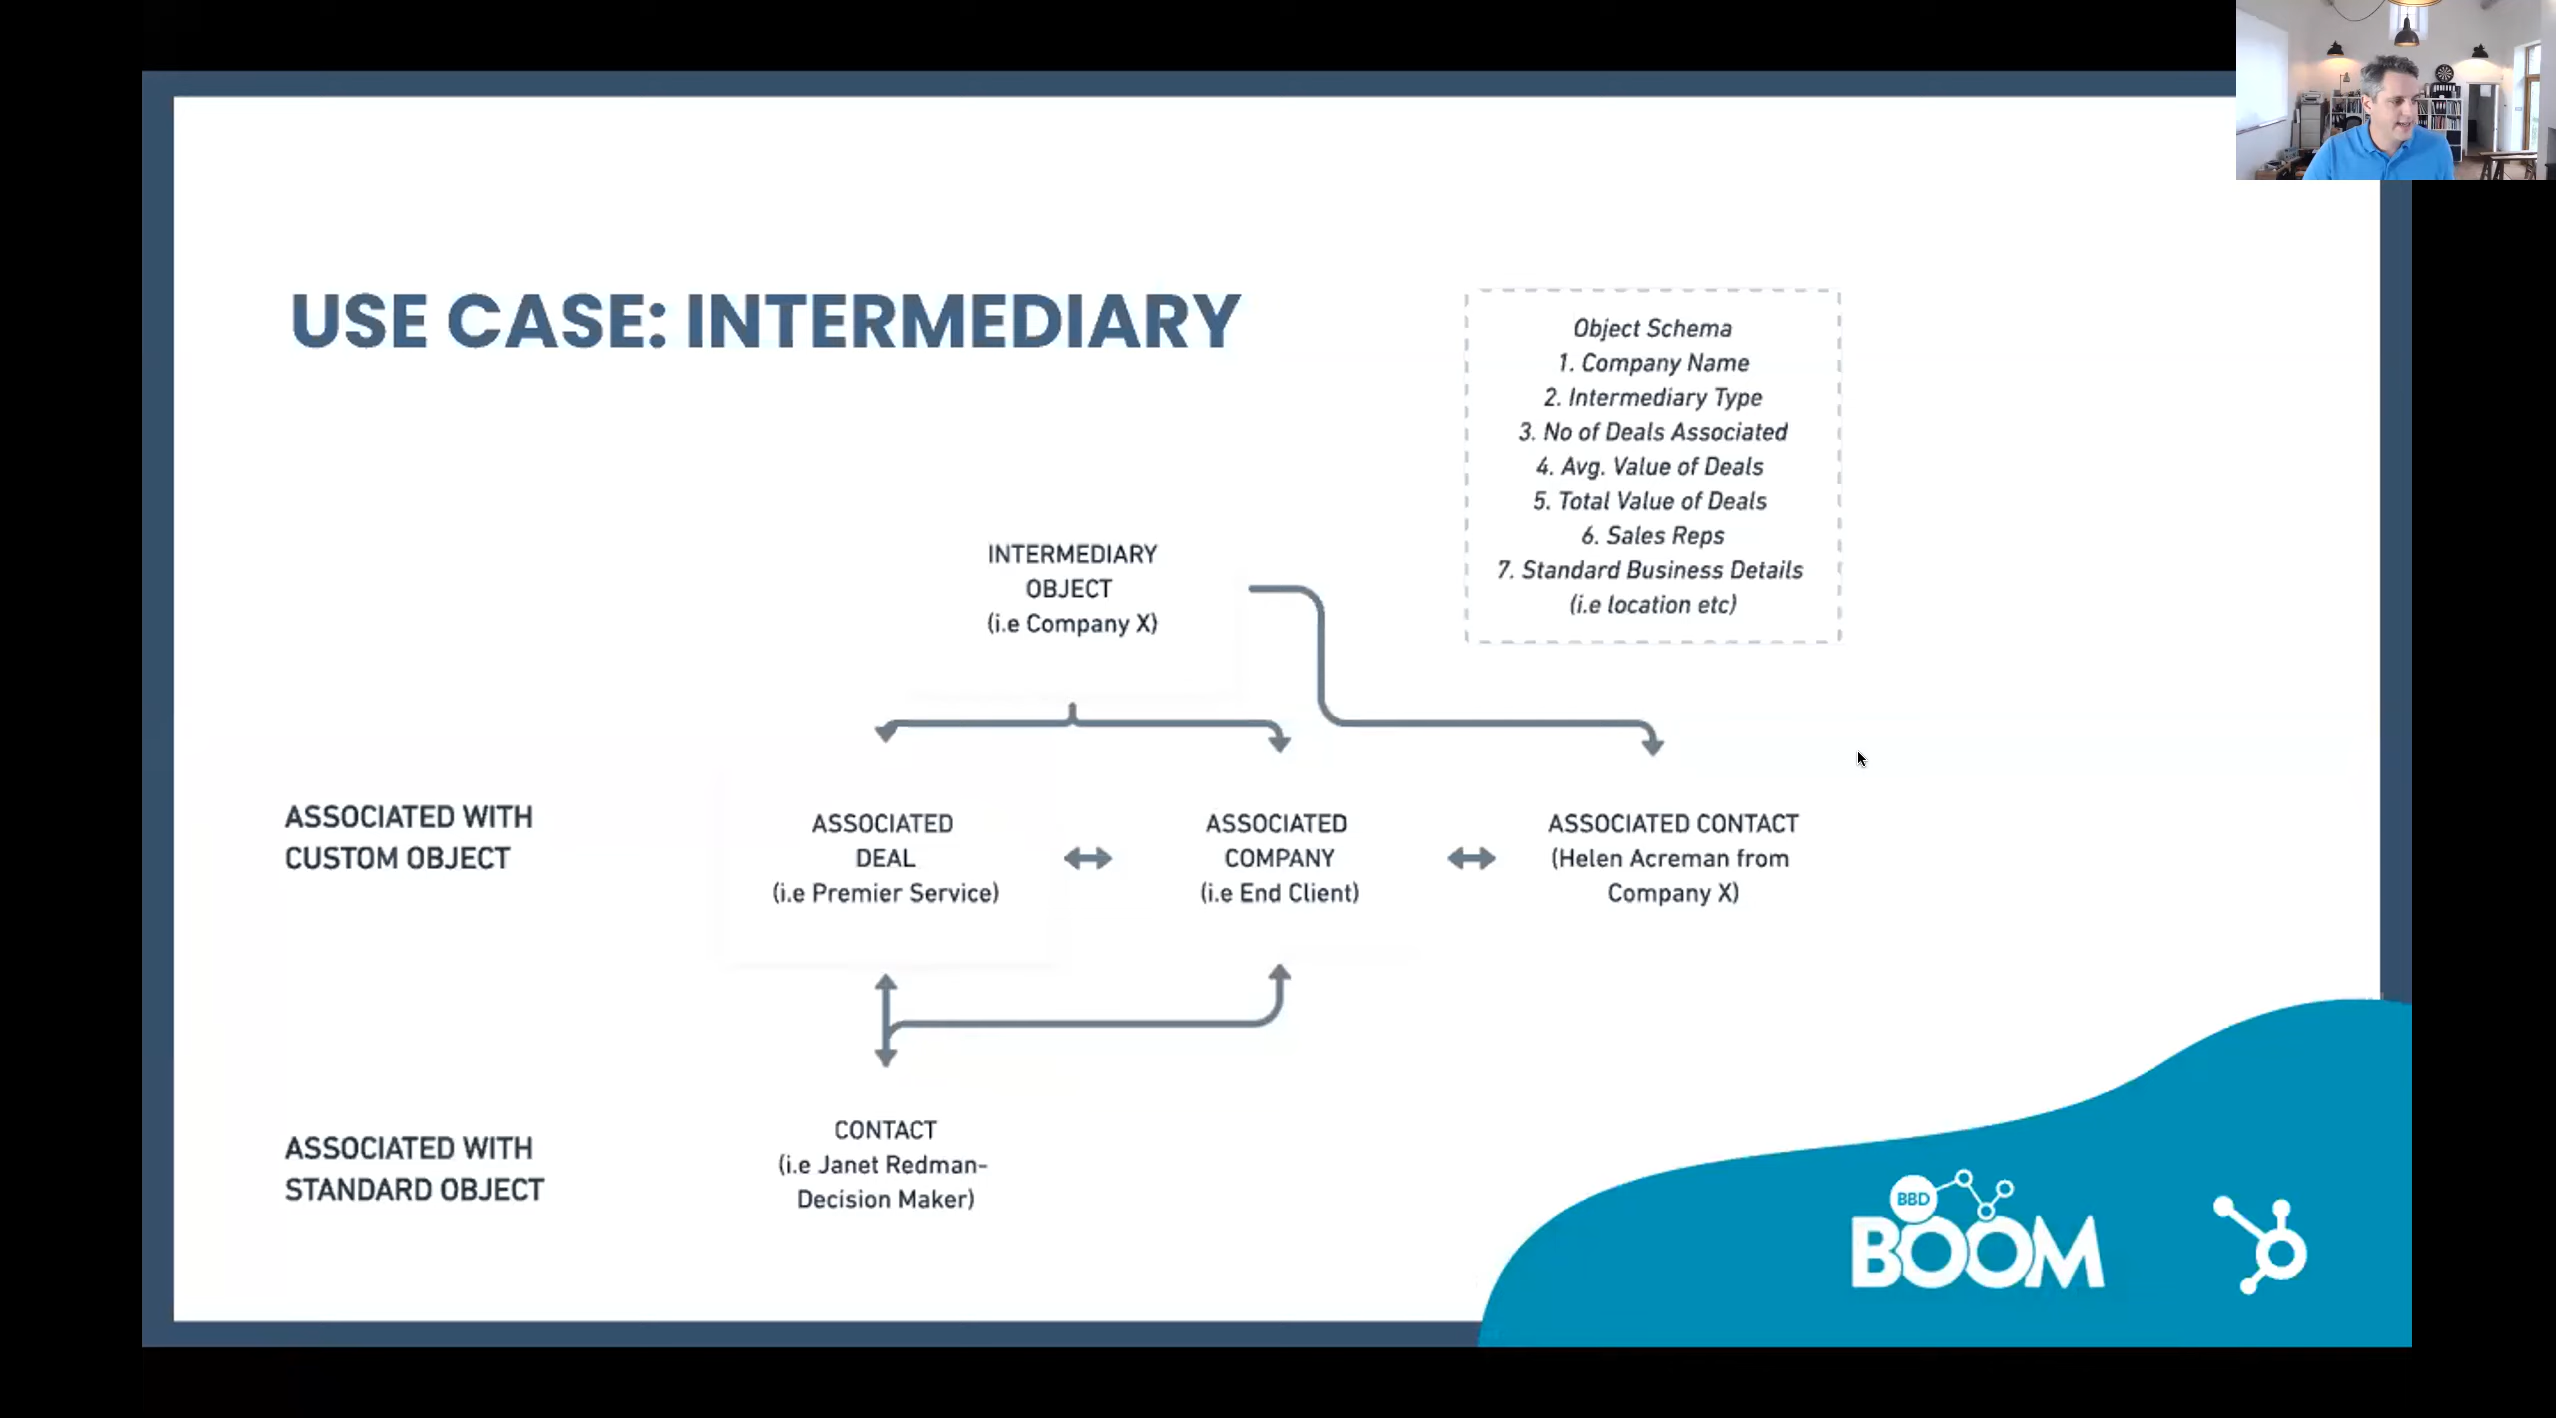 USE CASE: INTERMEDIARY
Object Schema
1. Company Name
2. Intermediary Type
3. No of Deals Associated
4. Avg. Value of Deals
5. Total Value of Deals
6. Sales Reps
7. Standard Business Details
(i.e location etc)
INTERMEDIARY
OBJECT
(i.e Company X)
ASSOCIATED WITH
CUSTOM OBJECT
ASSOCIATED
DEAL
(i.e Premier Service)
ASSOCIATED
COMPANY
(i.e End Client)
ASSOCIATED CONTACT
(Helen Acreman from
Company X)
ASSOCIATED WITH
STANDARD OBJECT
CONTACT
(i.e Janet Redman-
Decision Maker)
BBD
BOOM